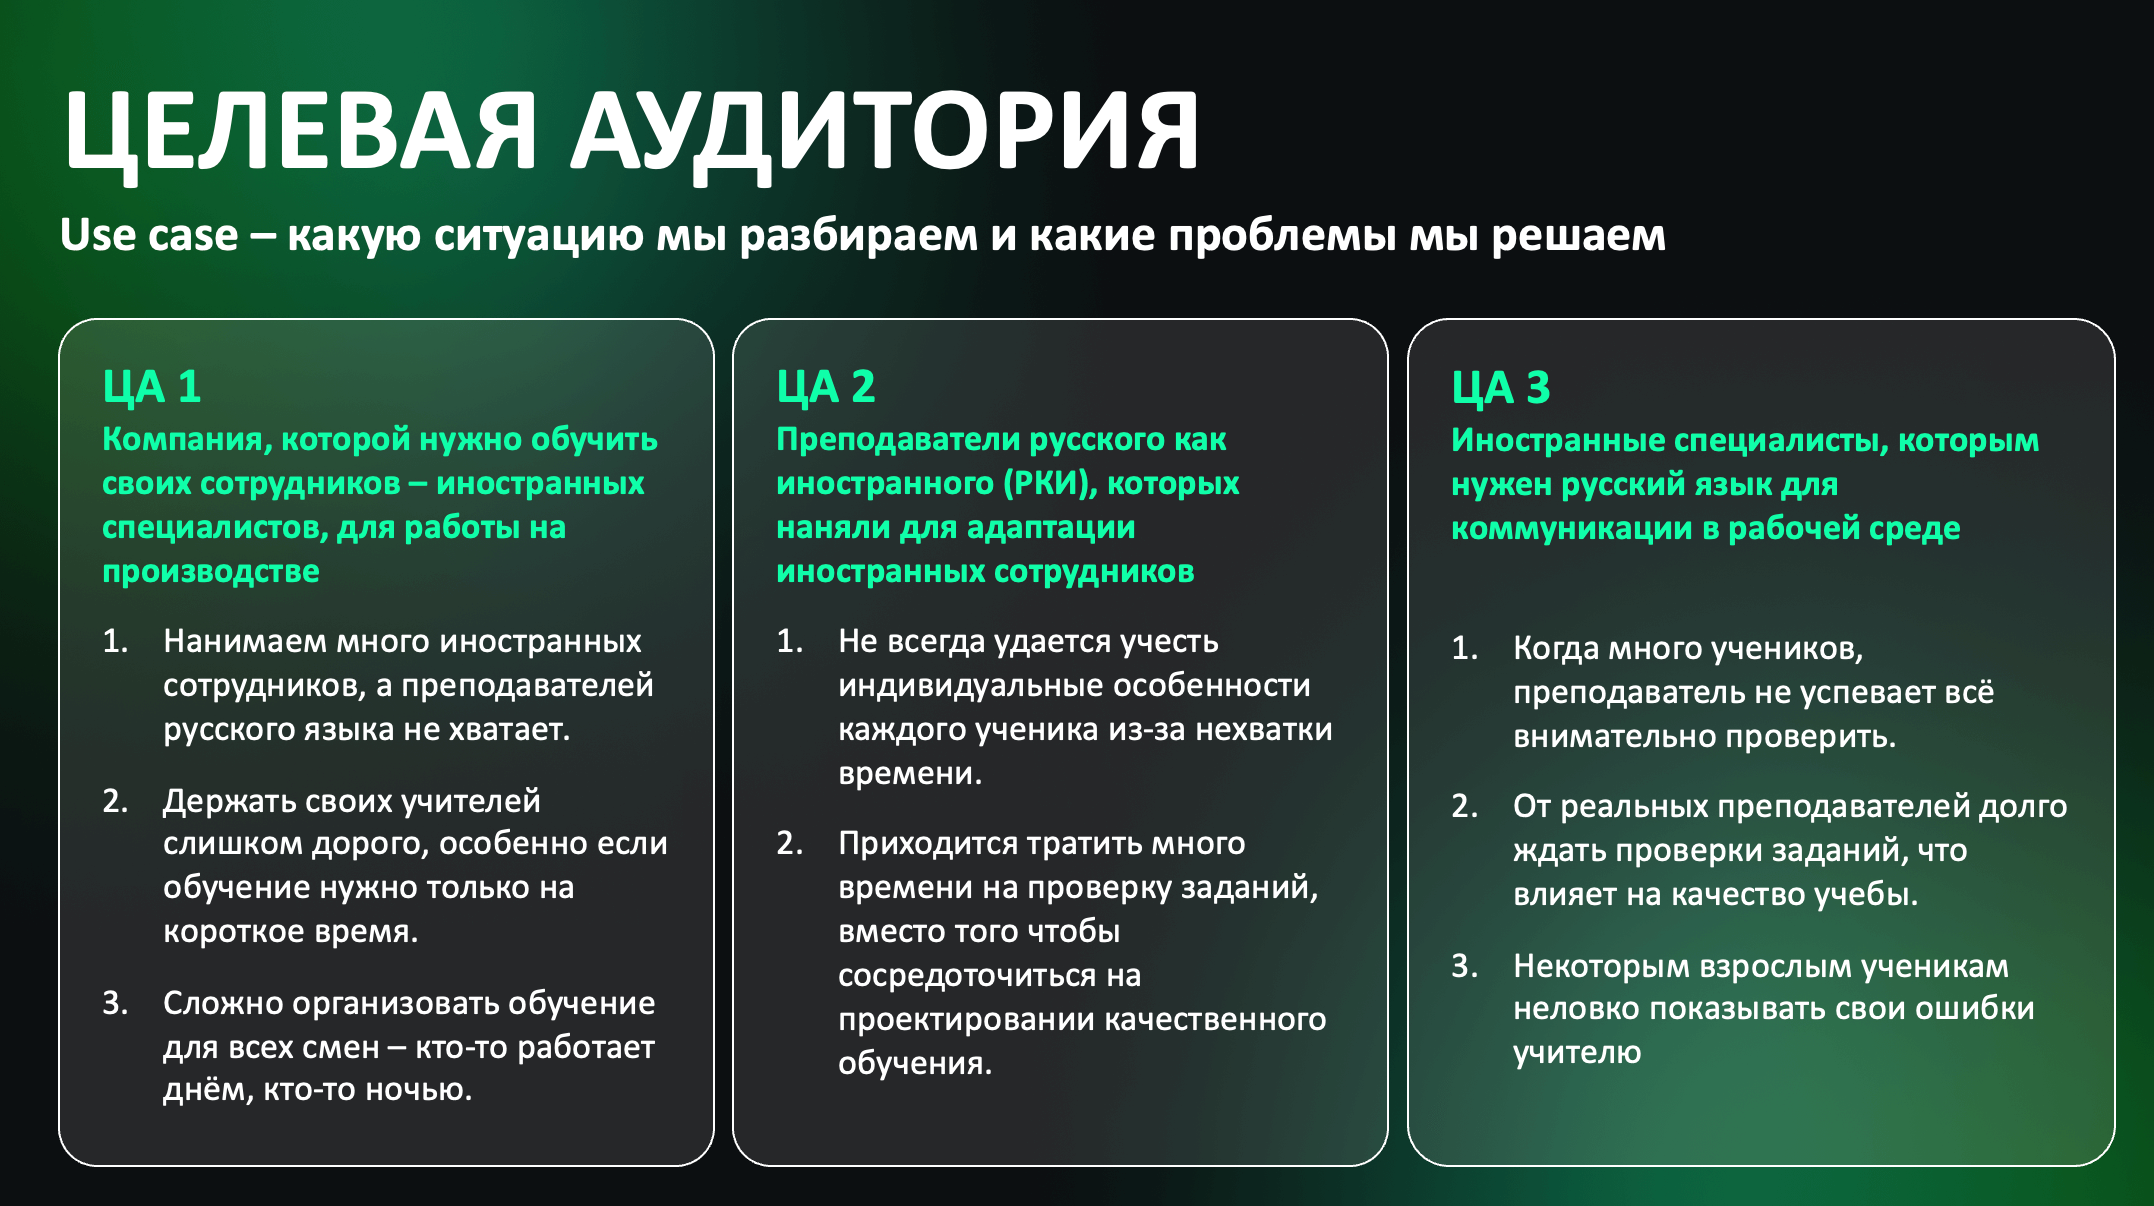 ЦЕЛЕВАЯ АУДИТОРИЯ
Use case – какую ситуацию мы разбираем и какие проблемы мы решаем
ЦА 1
Компания, которой нужно обучить
своих сотрудников – иностранных
специалистов, для работы на
производстве
1. Нанимаем много иностранных
сотрудников, а преподавателей
русского языка не хватает.
2. Держать своих учителей
слишком дорого, особенно если
обучение нужно только на
короткое время.
3. Сложно организовать обучение
для всех смен – кто-то работает
днём, кто-то ночью.
ЦА 2
Преподаватели русского как
иностранного (РКИ), которых
наняли для адаптации
иностранных сотрудников
1. Не всегда удается учесть
индивидуальные особенности
каждого ученика из-за нехватки
времени.
2. Приходится тратить много
времени на проверку заданий,
вместо того чтобы
сосредоточиться на
проектировании качественного
обучения.
ЦА 3
Иностранные специалисты, которым
нужен русский язык для
коммуникации в рабочей среде
1. Когда много учеников,
преподаватель не успевает всё
внимательно проверить.
2. От реальных преподавателей долго
ждать проверки заданий, что
влияет на качество учебы.
3. Некоторым взрослым ученикам
неловко показывать свои ошибки
учителю